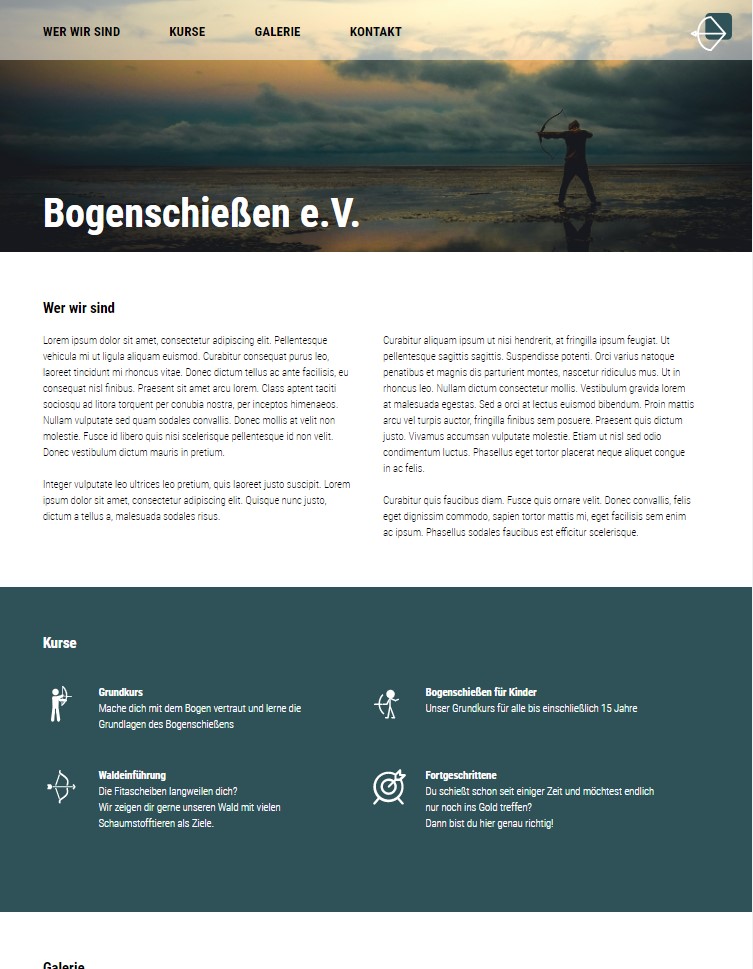 WER WIR SIND KURSE GALERIE KONTAKT
Bogenschießen e.V.
Wer wir sind
Lorem ipsum dolor sit amet, consectetur adipiscing elit. Pellentesque
vehicula mi ut ligula aliquam euismod. Curabitur consequat purus leo,
laoreet tincidunt mi rhoncus vitae. Donec dictum tellus ac ante facilisis, eu
consequat nisl finibus. Praesent sit amet arcu lorem. Class aptent taciti
sociosqu ad litora torquent per conubia nostra, per inceptos himenaeos.
Nullam vulputate sed quam sodales convallis. Donec mollis at velit non
molestie. Fusce id libero quis nisi scelerisque pellentesque id non velit.
Donec vestibulum dictum mauris in pretium.
Integer vulputate leo ultrices leo pretium, quis laoreet justo suscipit. Lorem
ipsum dolor sit amet, consectetur adipiscing elit. Quisque nunc justo,
dictum a tellus a, malesuada sodales risus.
Curabitur aliquam ipsum ut nisi hendrerit, at fringilla ipsum feugiat. Ut
pellentesque sagittis sagittis. Suspendisse potenti. Orci varius natoque
penatibus et magnis dis parturient montes, nascetur ridiculus mus. Ut in
rhoncus leo. Nullam dictum consectetur mollis. Vestibulum gravida lorem
at malesuada egestas. Sed a orci at lectus euismod bibendum. Proin mattis
arcu vel turpis auctor, fringilla finibus sem posuere. Praesent quis dictum
justo. Vivamus accumsan vulputate molestie. Etiam ut nisl sed odio
condimentum luctus. Phasellus eget tortor placerat neque aliquet congue
in ac felis.
Curabitur quis faucibus diam. Fusce quis ornare velit. Donec convallis, felis
eget dignissim commodo, sapien tortor mattis mi, eget facilisis sem enim
ac ipsum. Phasellus sodales faucibus est efficitur scelerisque.
Kurse
Grundkurs
Mache dich mit dem Bogen vertraut und lerne die
Grundlagen des Bogenschießens
Bogenschießen für Kinder
Unser Grundkurs für alle bis einschließlich 15 Jahre
Waldeinführung
Die Fitascheiben langweilen dich?
Wir zeigen dir gerne unseren Wald mit vielen
Schaumstofftieren als Ziele.
Fortgeschrittene
Du schießt schon seit einiger Zeit und möchtest endlich
nur noch ins Gold treffen?
Dann bist du hier genau richtig!
Galerie